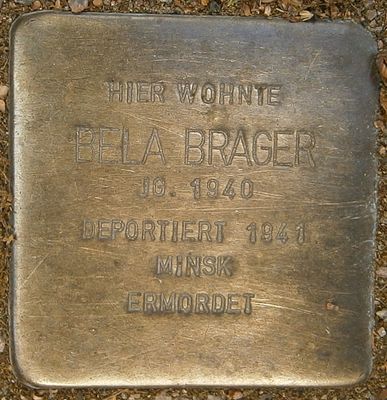 HIER WOHNTE
BELA BRAGER
JG. 1940
DEPORTIERT 1941
MINSK
ERMORDET